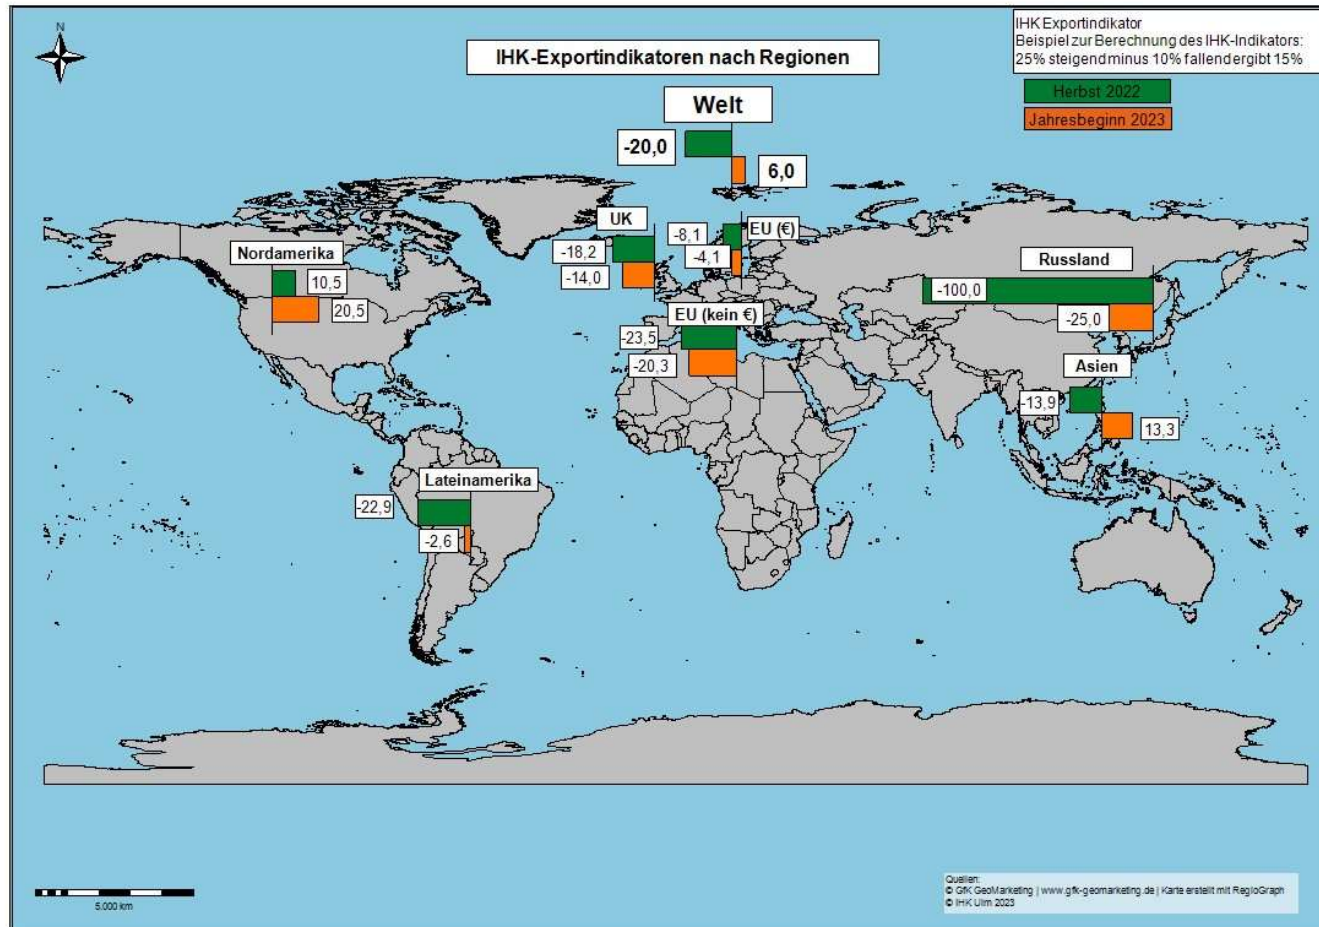 N
IHK-Exportindikatoren nach Regionen
IHK Exportindikator
Beispiel zur Berechnung des IHK-Indikators:
25% steigend minus 10% fallend ergibt 15%
Herbst 2022
Jahresbeginn 2023
Welt
-20,0
6,0
UK
-18,2
-14,0
EU (€)
-8,1
-4,1
Nordamerika
10,5
20,5
Russland
-100,0
-25,0
EU (kein €)
-23,5
-20,3
Asien
-13,9
13,3
Lateinamerika
-22,9
-2,6
5.000 km
Quellen:
© GfK GeoMarketing | www.gfk-geomarketing.de | Karte erstellt mit RegioGraph
© IHK Ulm 2023